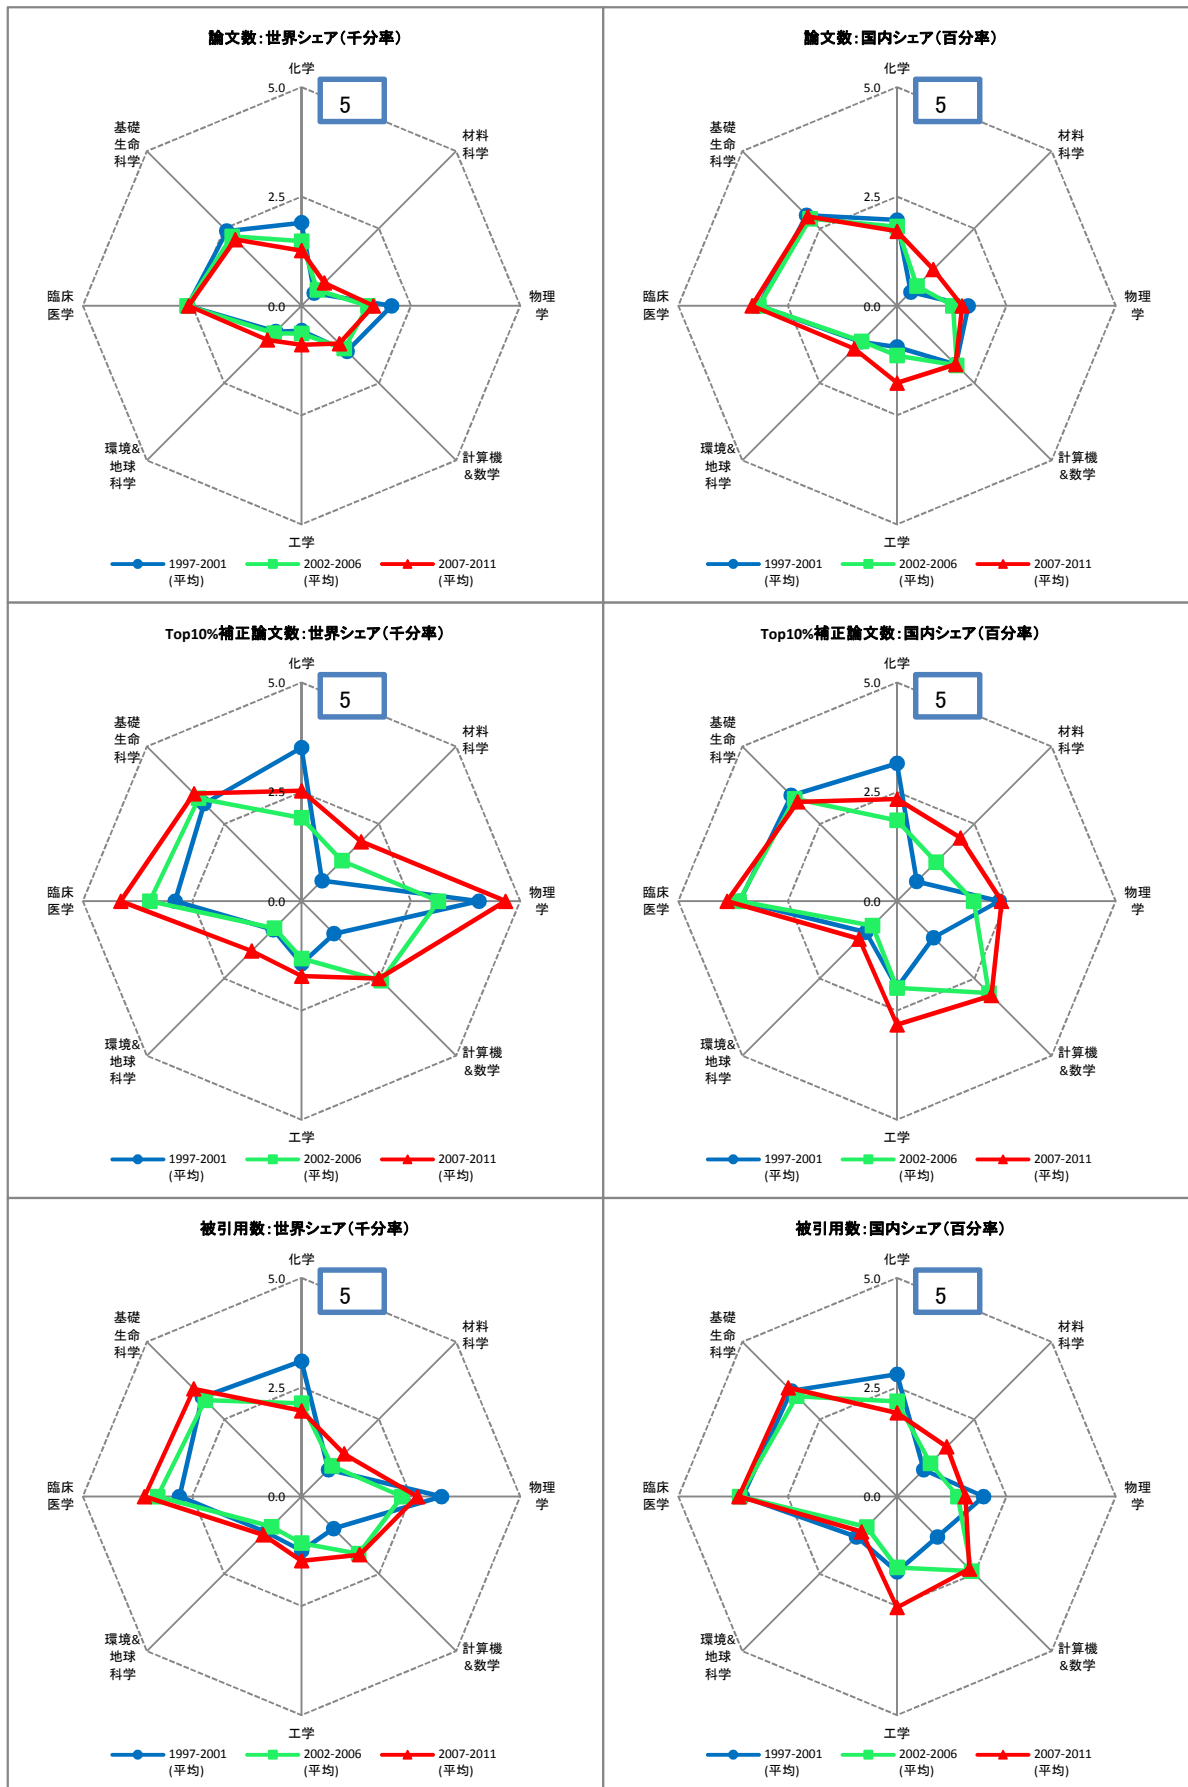 論文数：世界シェア（千分率）
化学
5.0
5
基礎
生命
科学
材料
科学
2.5
臨床
医学
0.0
物理
学
環境&
地球
科学
計算機
&数学
工学
1997-2001
(平均)
2002-2006
(平均)
2007-2011
(平均)
論文数：国内シェア（百分率）
化学
5.0
5
基礎
生命
科学
材料
科学
2.5
臨床
医学
0.0
物理
学
環境&
地球
科学
計算機
&数学
工学
1997-2001
(平均)
2002-2006
(平均)
2007-2011
(平均)
Top10%補正論文数：世界シェア（千分率）
化学
5.0
5
基礎
生命
科学
材料
科学
2.5
臨床
医学
0.0
物理
学
環境&
地球
科学
計算機
&数学
工学
1997-2001
(平均)
2002-2006
(平均)
2007-2011
(平均)
Top10%補正論文数：国内シェア（百分率）
化学
5.0
5
基礎
生命
科学
材料
科学
2.5
臨床
医学
0.0
物理
学
環境&
地球
科学
計算機
&数学
工学
1997-2001
(平均)
2002-2006
(平均)
2007-2011
(平均)
被引用数：世界シェア（千分率）
化学
5.0
5
基礎
生命
科学
材料
科学
2.5
臨床
医学
0.0
物理
学
環境&
地球
科学
計算機
&数学
工学
1997-2001
(平均)
2002-2006
(平均)
2007-2011
(平均)
被引用数：国内シェア（百分率）
化学
5.0
5
基礎
生命
科学
材料
科学
2.5
臨床
医学
0.0
物理
学
環境&
地球
科学
計算機
&数学
工学
1997-2001
(平均)
2002-2006
(平均)
2007-2011
(平均)